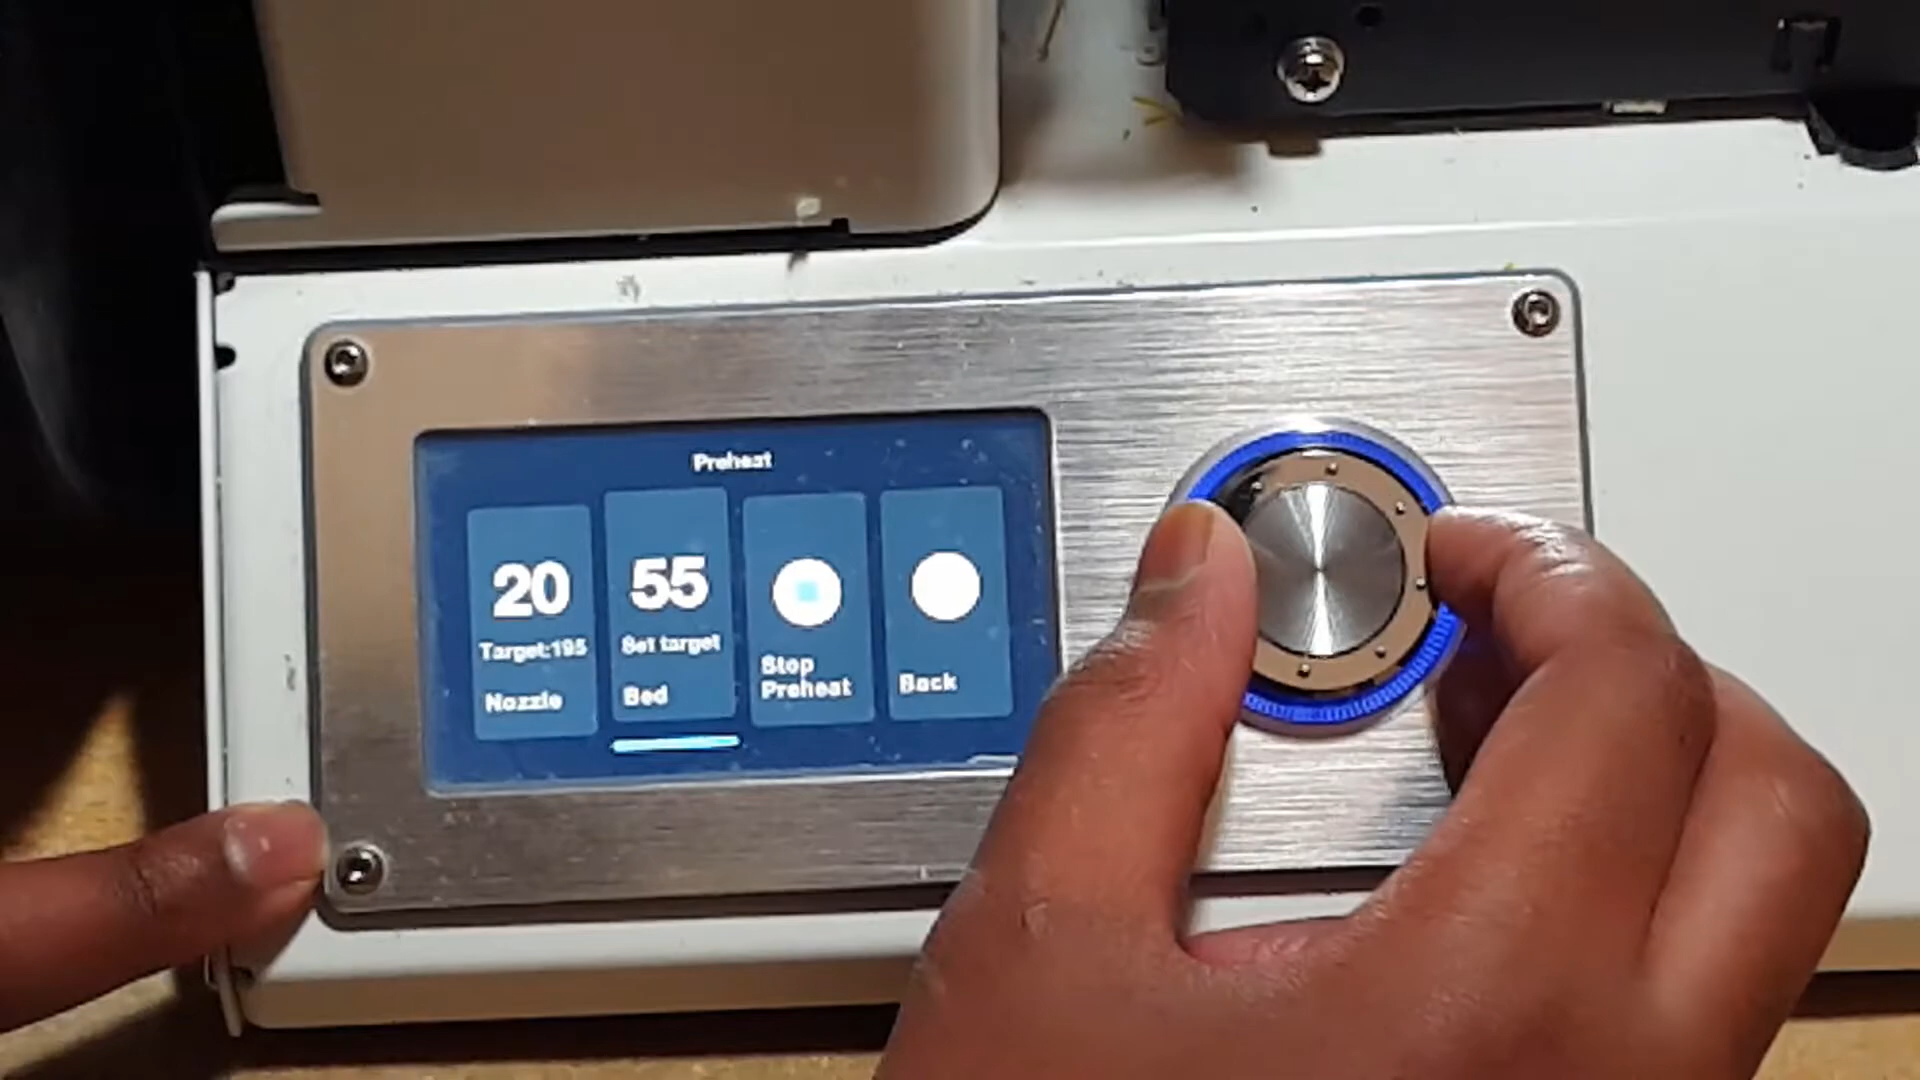 Preheat
20
Target:195
Nozzle
55
Set target
Bed
Stop
Preheat
Back